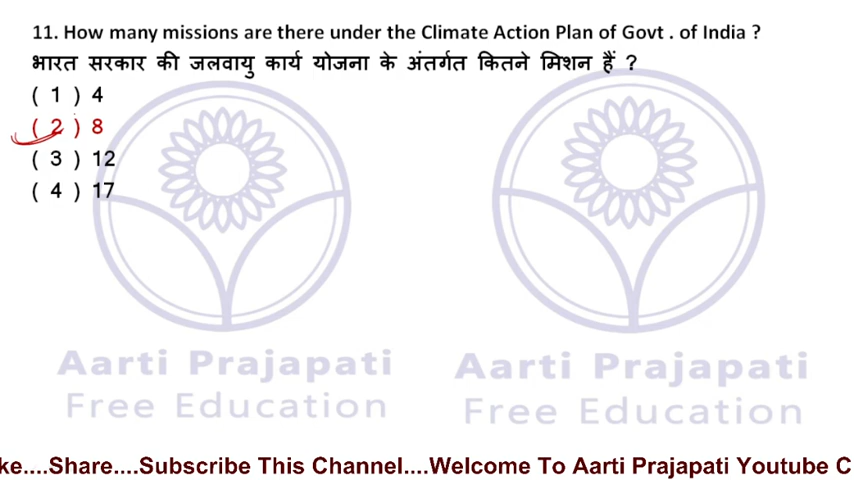 11. How many missions are there under the Climate Action Plan of Govt . of India ?
भारत सरकार की जलवायु कार्य योजना के अंतर्गत कितने मिशन हैं ?
( 1 ) 4
( 2 ) 8
( 3 ) 12
( 4 ) 17
Aarti Prajapati
Free Education
Aarti Prajapati
Free Education
ke....Share....Subscribe This Channel....Welcome To Aarti Prajapati Youtube C